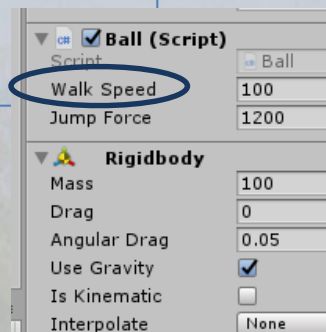 Ball (Script)
Script Ball
Walk Speed 100
Jump Force 1200
Rigidbody
Mass 100
Drag 0
Angular Drag 0.05
Use Gravity
Is Kinematic
Interpolate None